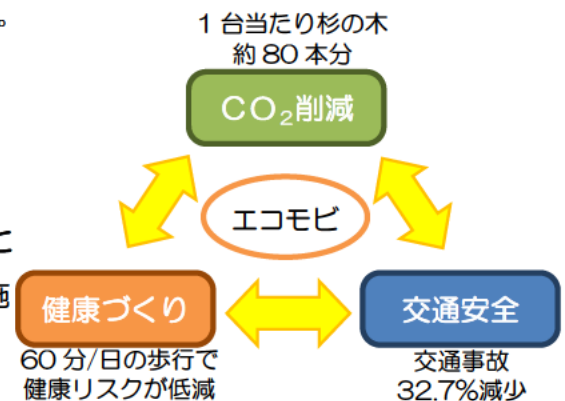 。
1台当たり杉の木
約80本分
CO₂削減
エコモビ
健康づくり
交通安全
60分/日の歩行で
健康リスクが低減
交通事故
32.7%減少